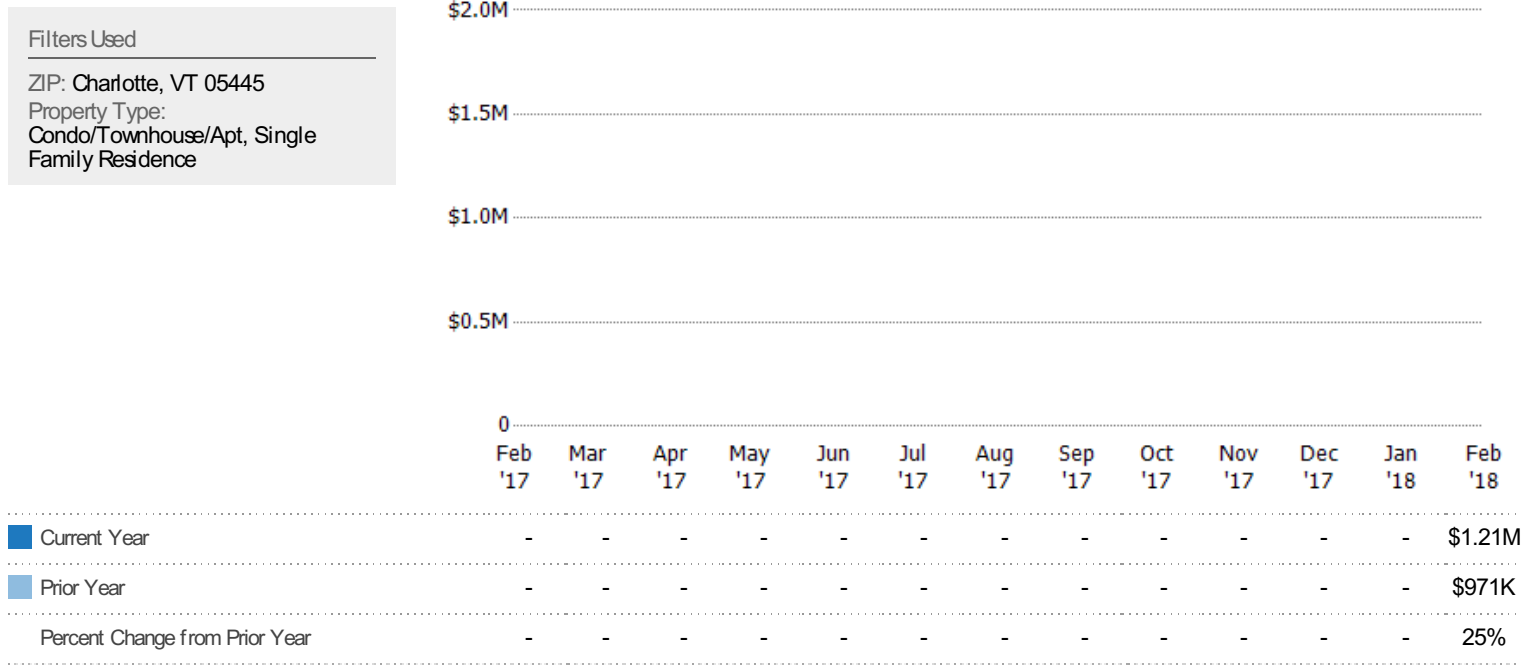 Filters Used
ZIP: Charlotte, VT 05445
Property Type:
Condo/Townhouse/Apt, Single
Family Residence
$2.0M
$1.5M
$1.0M
$0.5M
0
Feb Mar Apr May Jun Jul Aug Sep Oct Nov Dec Jan Feb
'17 '17 '17 '17 '17 '17 '17 '17 '17 '17 '17 '18 '18
Current Year - - - - - - - - - - - - $1.21M
Prior Year - - - - - - - - - - - - $971K
Percent Change from Prior Year - - - - - - - - - - - - 25%